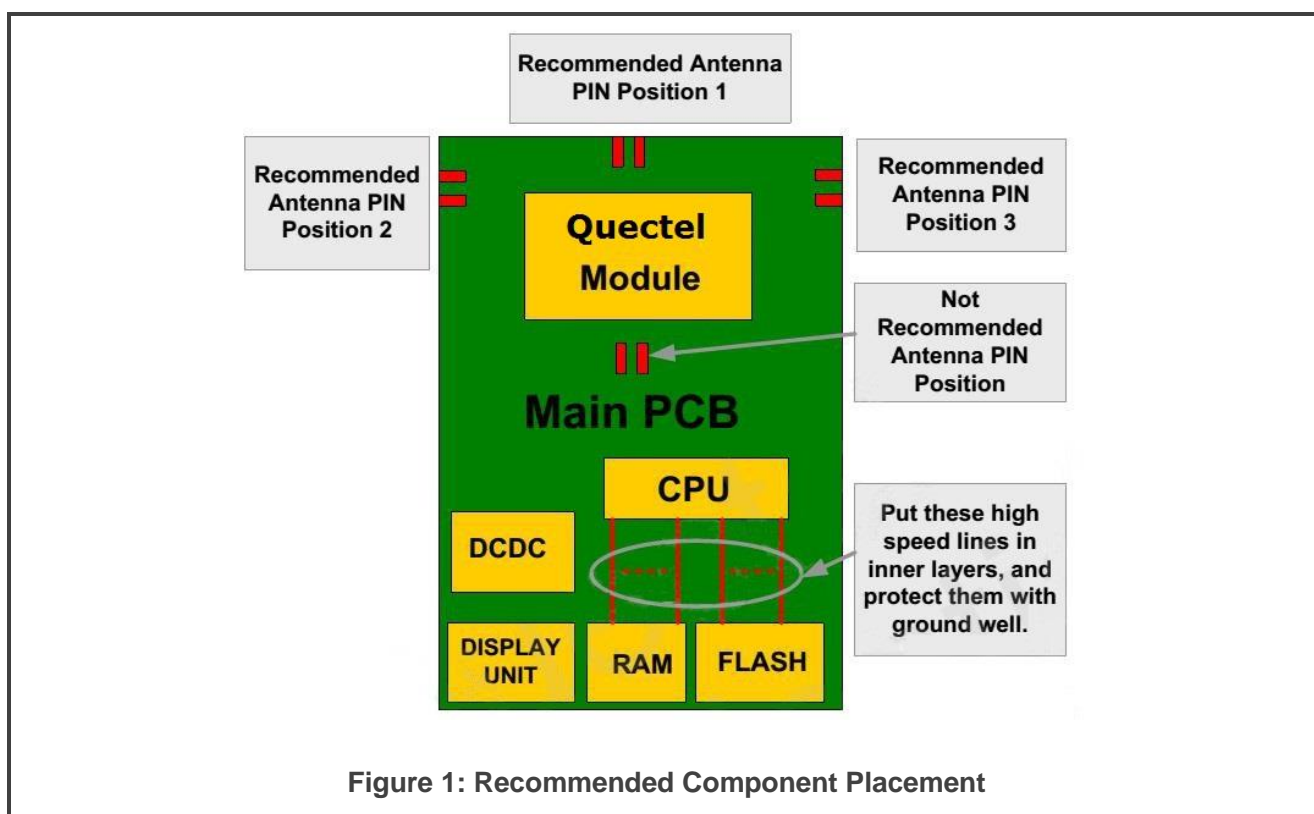 Recommended Antenna
PIN Position 1
Recommended
Antenna PIN
Position 2
Recommended
Antenna PIN
Position 3
Quectel
Module
Not
Recommended
Antenna PIN
Position
Main PCB
CPU
DCDC
Put these high
speed lines in
inner layers, and
protect them with
ground well.
DISPLAY
UNIT
RAM
FLASH
Figure 1: Recommended Component Placement